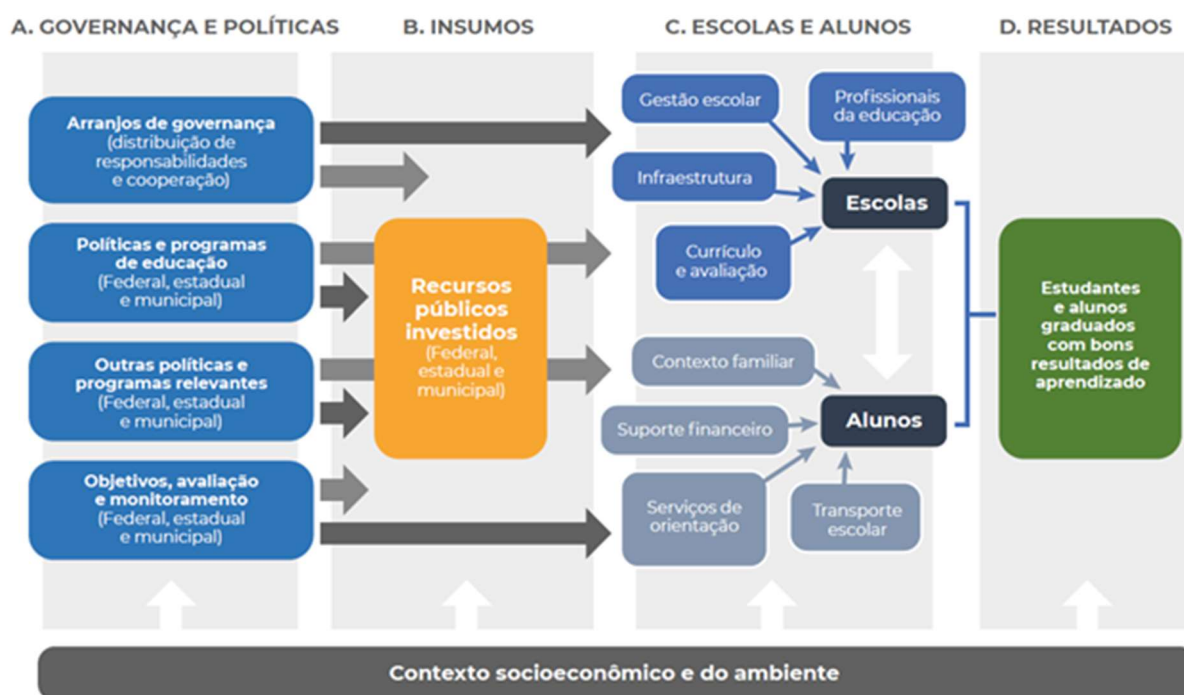 A. GOVERNANÇA E POLÍTICAS
B. INSUMOS
C. ESCOLAS E ALUNOS
D. RESULTADOS
Arranjos de governança
(distribuição de
responsabilidades
e cooperação)
Políticas e programas
de educação
(Federal, estadual
e municipal)
Outras políticas e
programas relevantes
(Federal, estadual
e municipal)
Objetivos, avaliação
e monitoramento
(Federal, estadual
e municipal)
Recursos
públicos
investidos
(Federal,
estadual e
municipal)
Gestão escolar
Profissionais
da educação
Infraestrutura
Escolas
Currículo
e avaliação
Contexto familiar
Suporte financeiro
Alunos
Serviços de
orientação
Transporte
escolar
Estudantes
e alunos
graduados
com bons
resultados de
aprendizado
Contexto socioeconômico e do ambiente